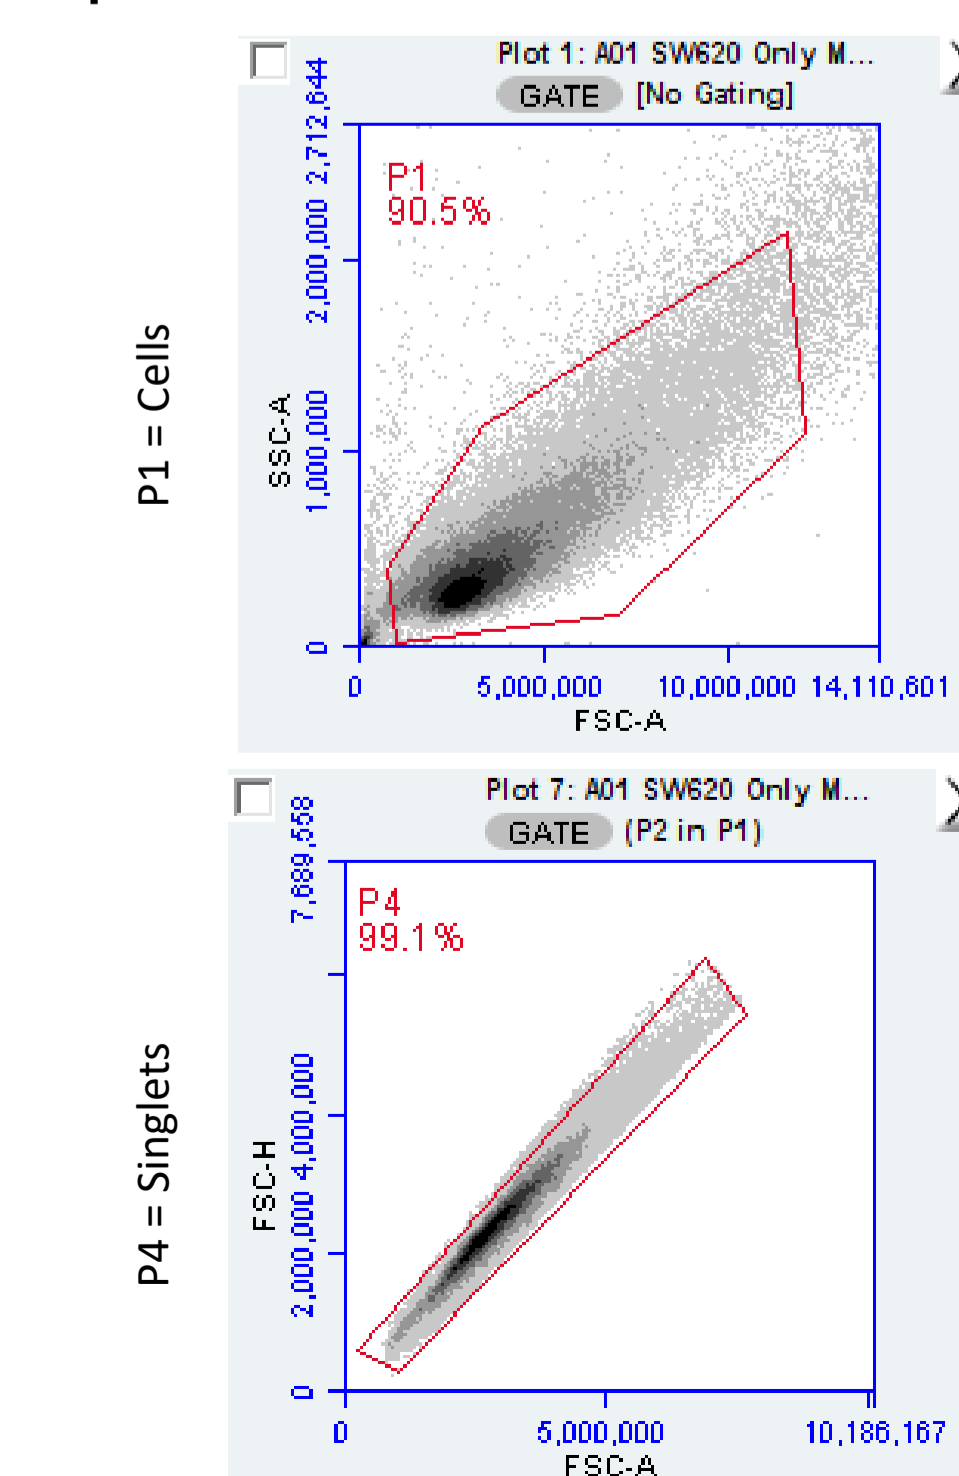 P1 = Cells
Plot 1: A01 SW620 Only M...
GATE [No Gating]
P1
90.5%
SSC-A
2,712,644
2,000,000
1,000,000
0
0 5,000,000 10,000,000 14,110,601
FSC-A
P4 = Singlets
Plot 7: A01 SW620 Only M...
GATE (P2 in P1)
P4
99.1%
FSC-H
7,689,558
4,000,000
2,000,000
0
0 5,000,000 10,186,167
FSC-A